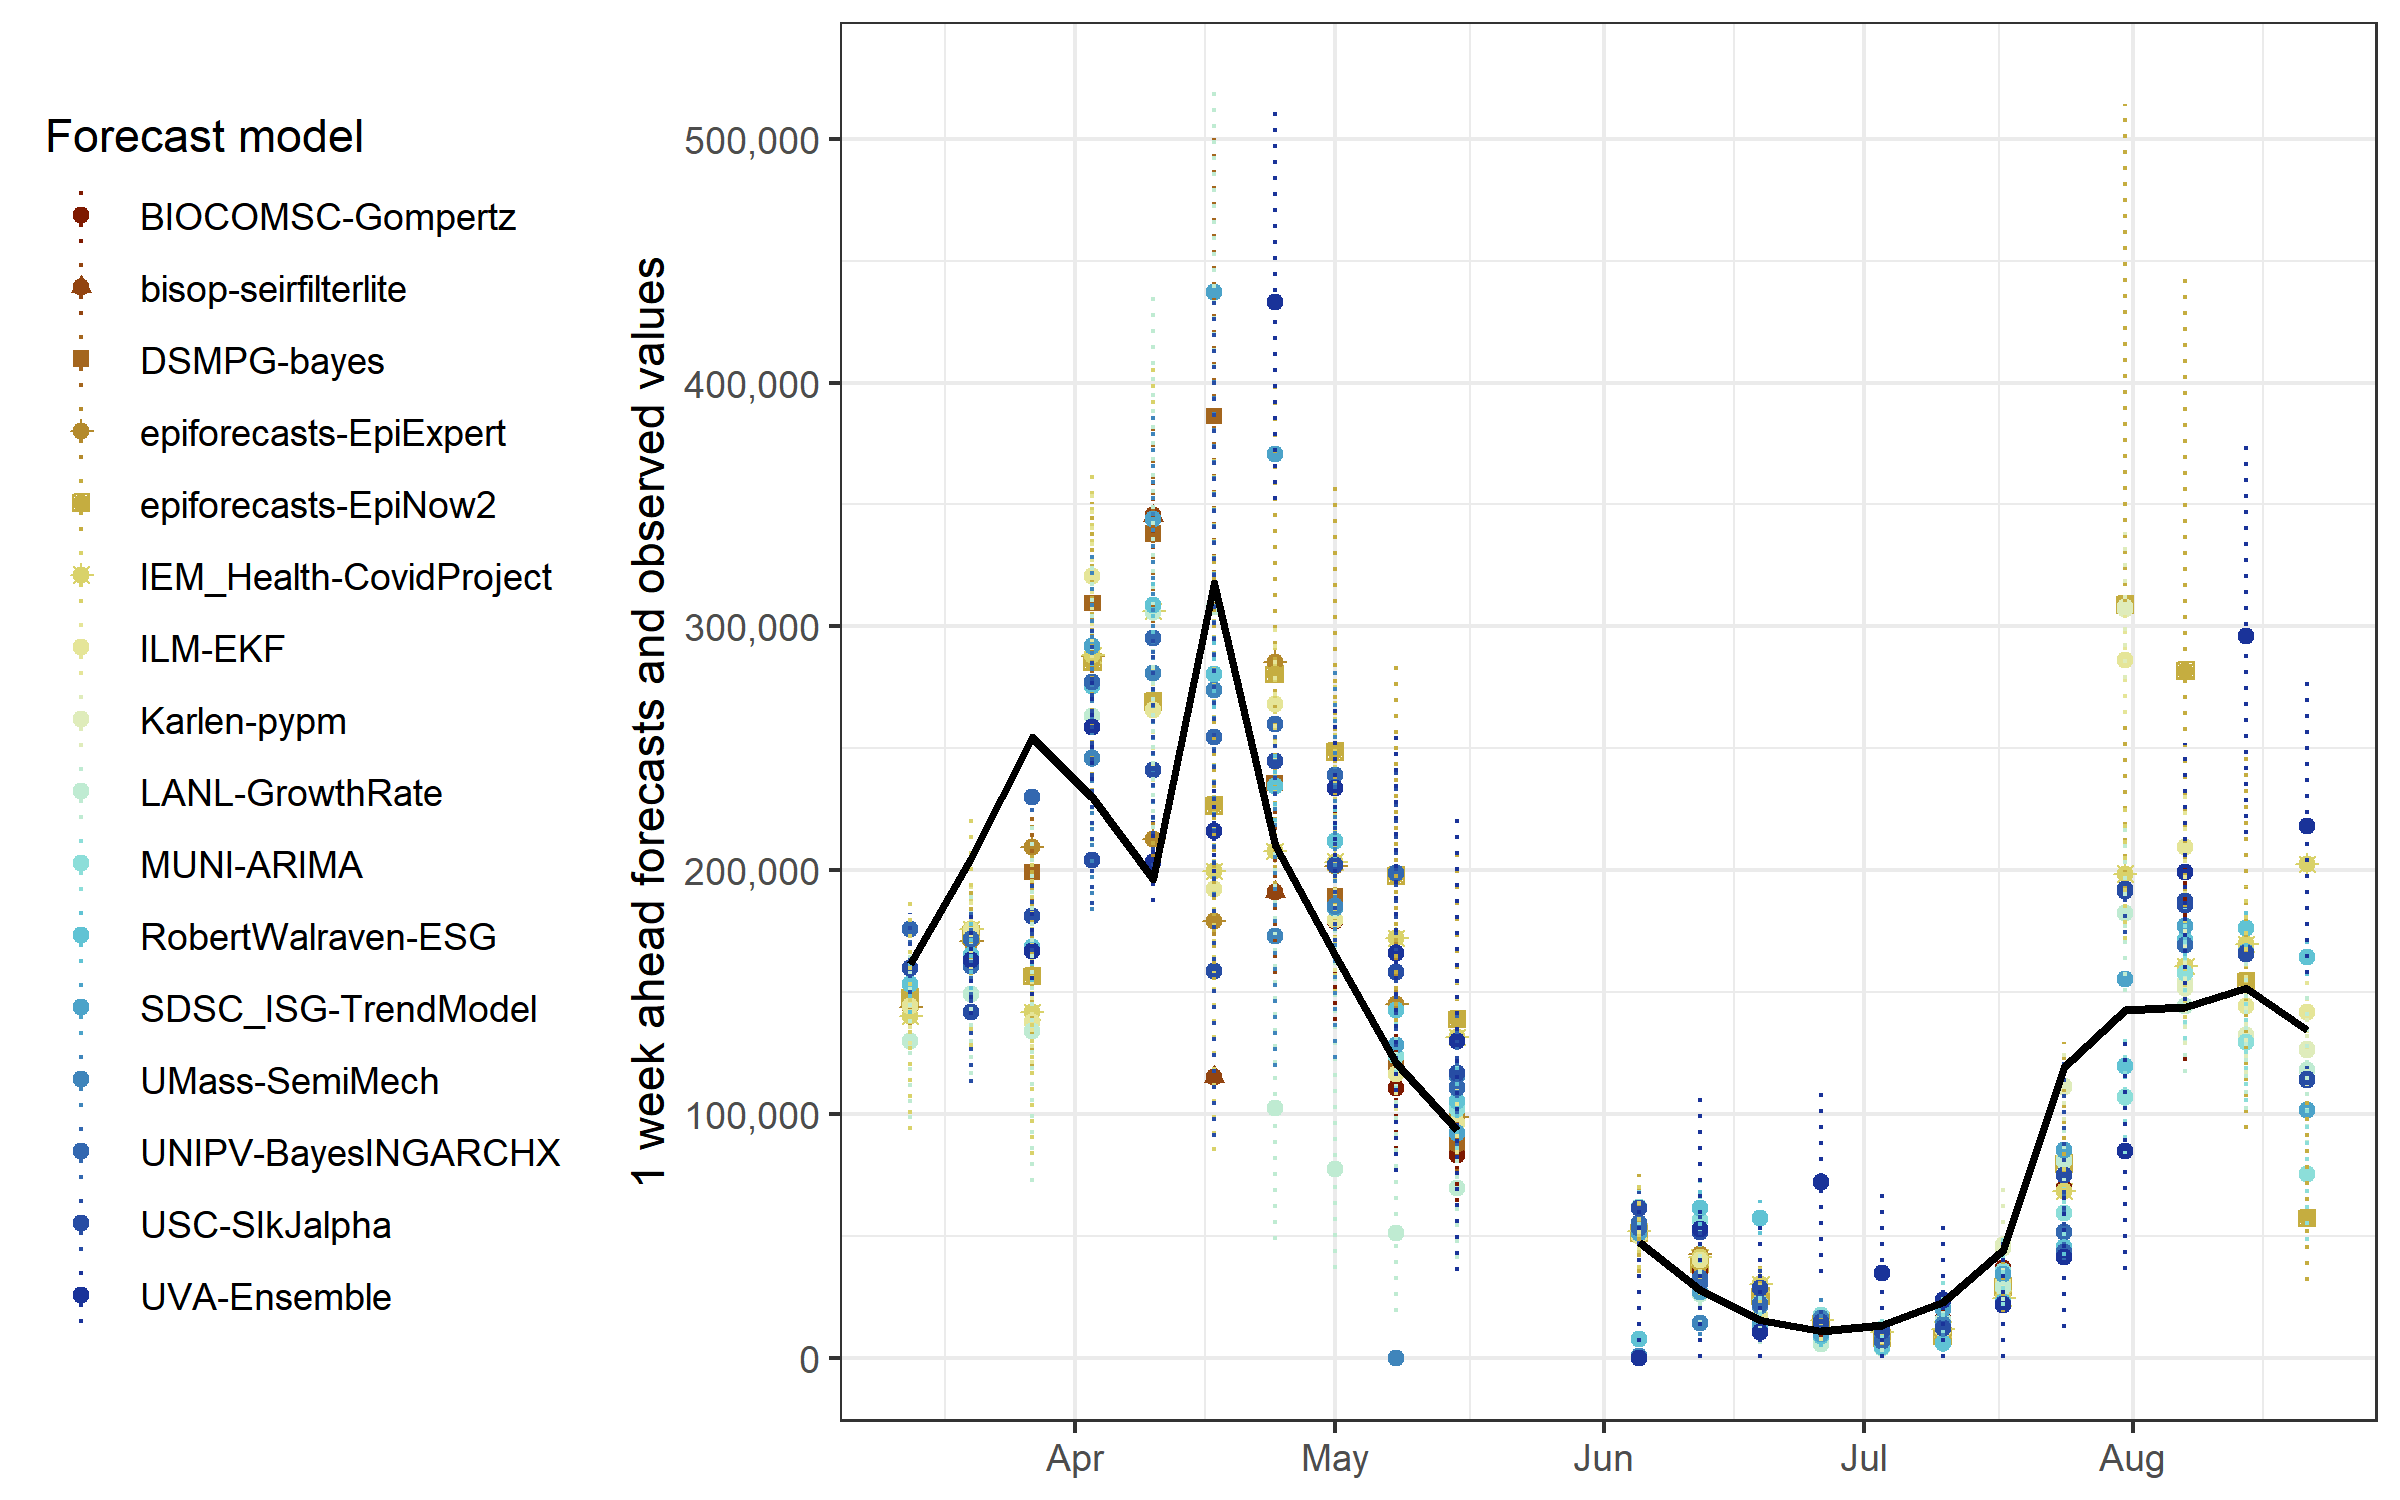 Forecast model
BIOCOMSC-Gompertz
bisop-seirfilterlite
DSMPG-bayes
epiforecasts-EpiExpert
epiforecasts-EpiNow2
IEM_Health-CovidProject
ILM-EKF
Karlen-pypm
LANL-GrowthRate
MUNI-ARIMA
RobertWalraven-ESG
SDSC_ISG-TrendModel
UMass-SemiMech
UNIPV-BayesINGARCHX
USC-SIkJalpha
UVA-Ensemble
1 week ahead forecasts and observed values
500,000
400,000
300,000
200,000
100,000
0
Apr May Jun Jul Aug